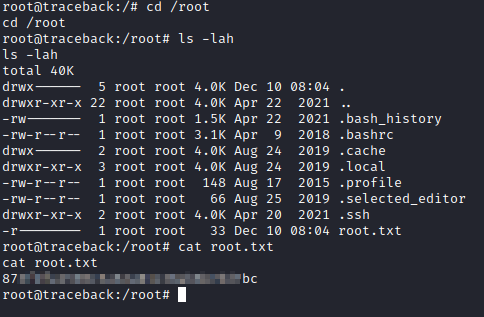 root@traceback:/# cd /root
cd /root
root@traceback:/root# ls -lah
ls -lah
total 40K
drwx------  5 root root 4.0K Dec 10 08:04 .
drwxr-xr-x 22 root root 4.0K Apr 22  2021 ..
-rw-------  1 root root 1.5K Apr 22  2021 .bash_history
-rw-r--r--  1 root root 3.1K Apr  9  2018 .bashrc
drwx------  2 root root 4.0K Aug 24  2019 .cache
drwxr-xr-x  3 root root 4.0K Aug 24  2019 .local
-rw-r--r--  1 root root  148 Aug 17  2015 .profile
-rw-r--r--  1 root root   66 Aug 25  2019 .selected_editor
drwxr-xr-x  2 root root 4.0K Apr 20  2021 .ssh
-r--------  1 root root   33 Dec 10 08:04 root.txt
root@traceback:/root# cat root.txt
cat root.txt
87 bc
root@traceback:/root#